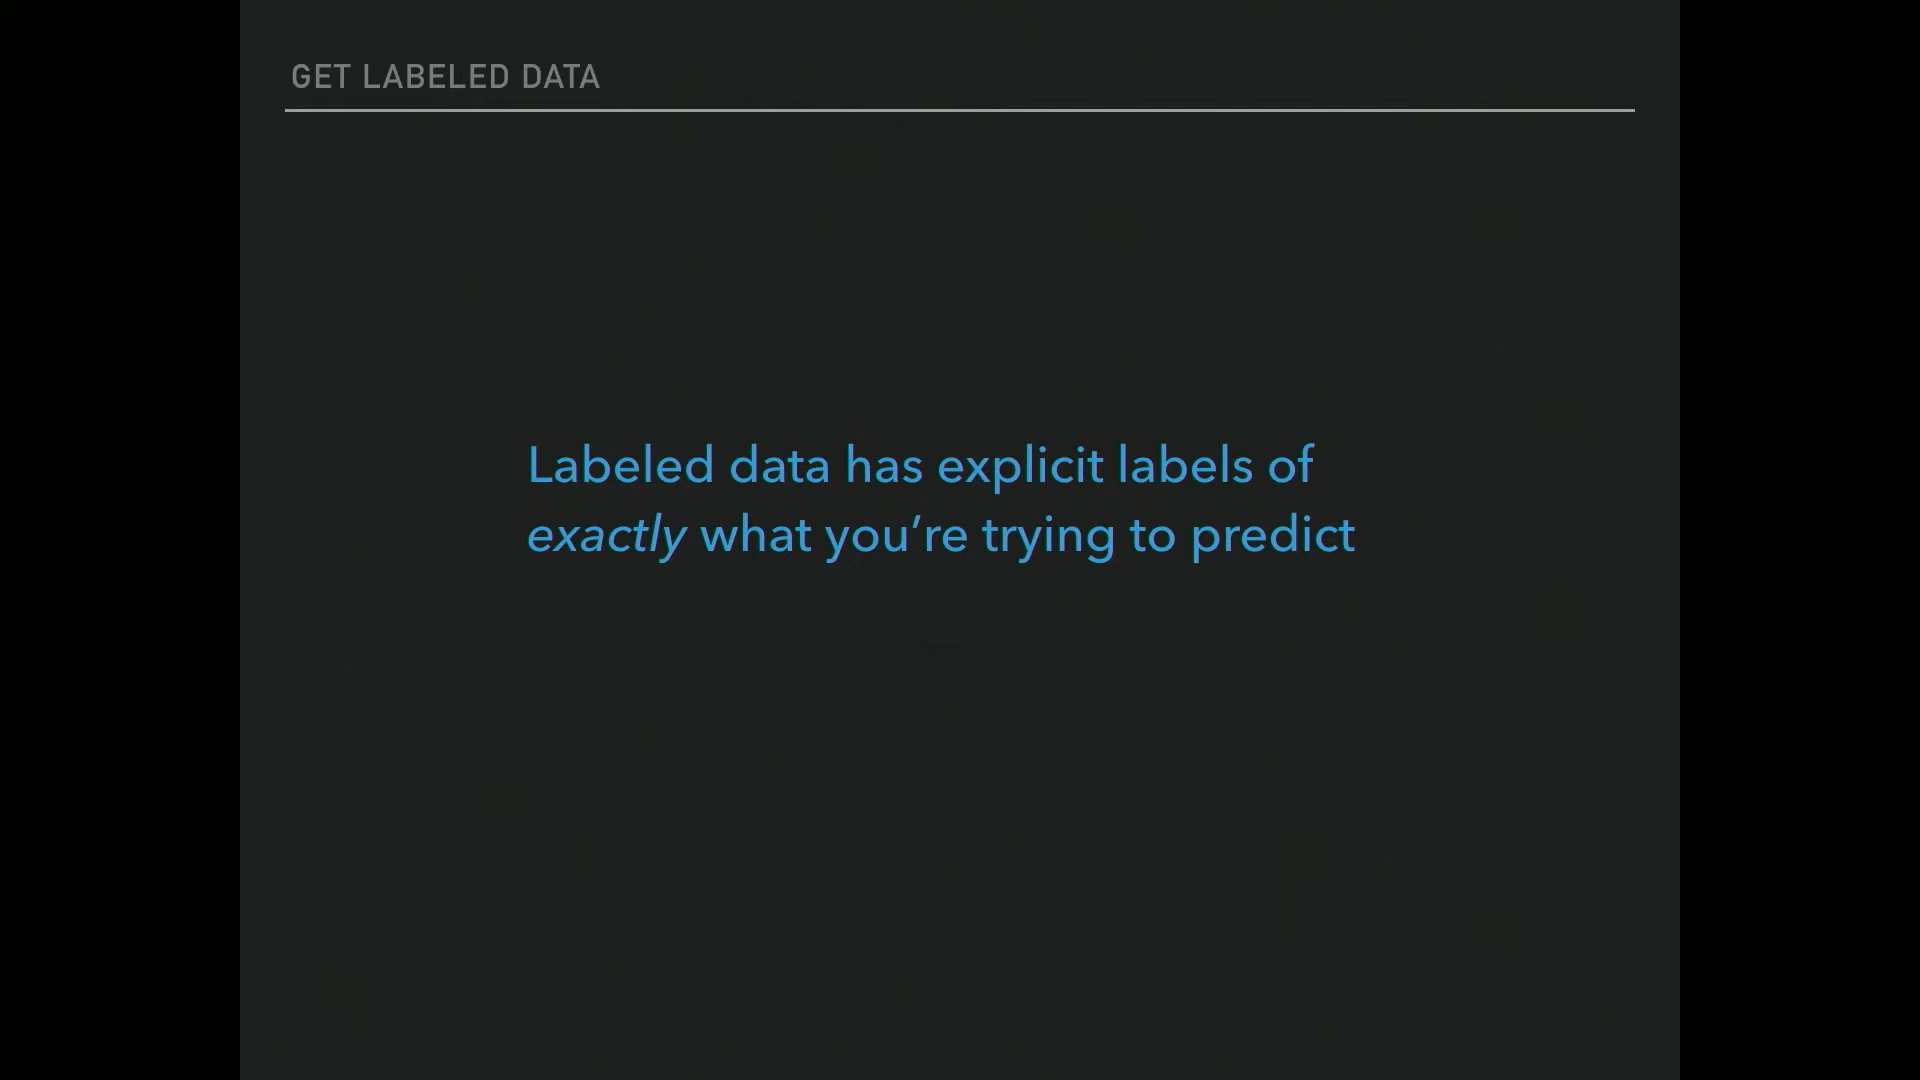 GET LABELED DATA
Labeled data has explicit labels of
exactly what you’re trying to predict